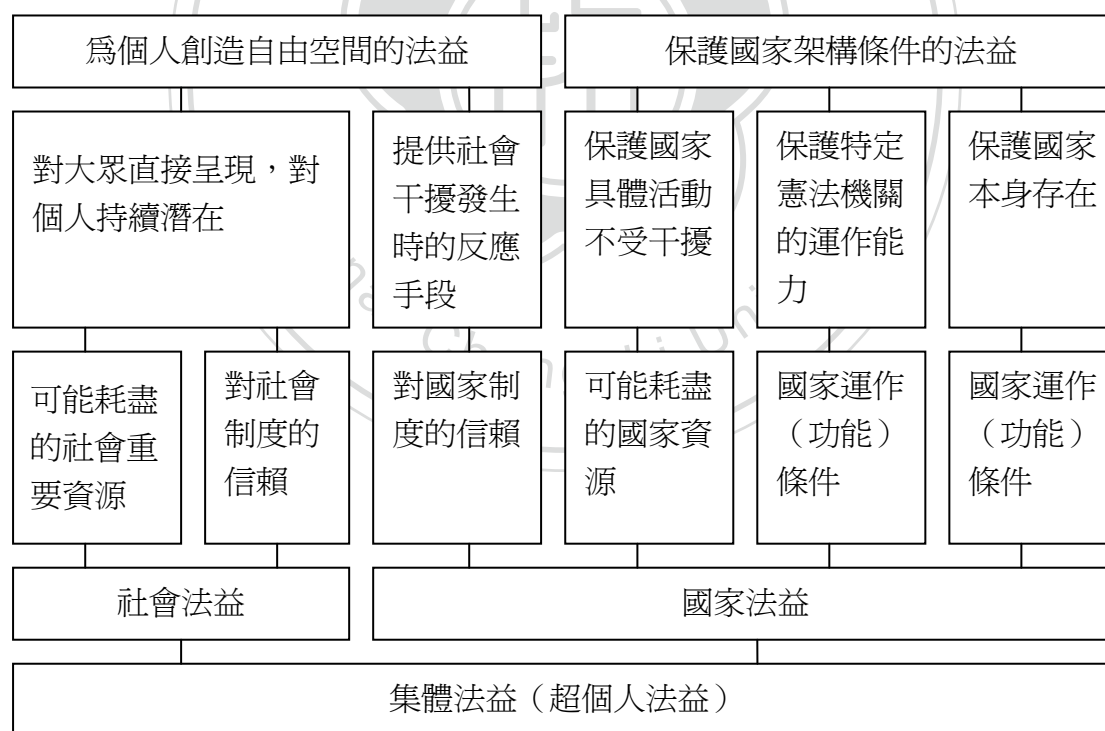 爲個人創造自由空間的法益
保護國家架構條件的法益
對大眾直接呈現，對
個人持續潛在
提供社會
干擾發生
時的反應
手段
保護國家
具體活動
不受干擾
保護特定
憲法機關
的運作能
力
保護國家
本身存在
可能耗盡
的社會重
要資源
對社會
制度的
信賴
對國家制
度的信賴
可能耗盡
的國家資
源
國家運作
（功能）
條件
國家運作
（功能）
條件
社會法益
國家法益
集體法益（超個人法益）